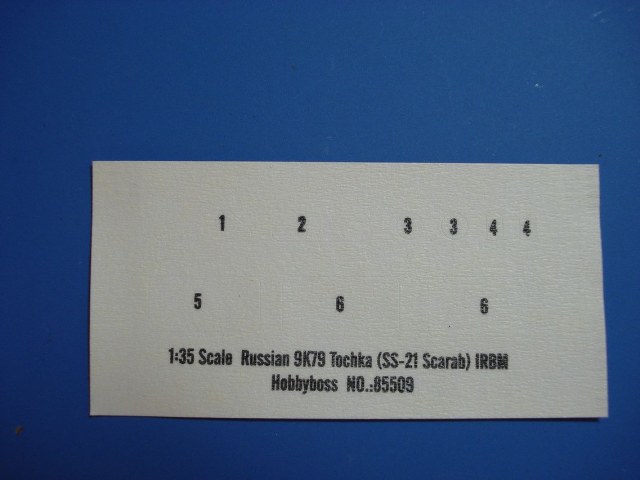 1 2 3 3 4 4
5 6 6
1:35 Scale Russian 9K79 Tochka (SS-21 Scarab) IRBM
Hobbyboss NO.:85509